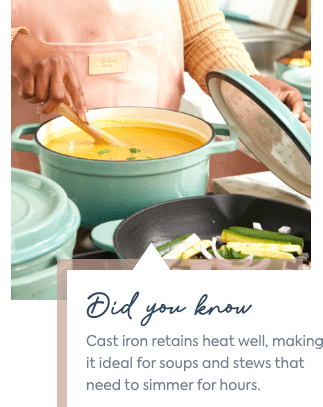 Did you know
Cast iron retains heat well, making
it ideal for soups and stews that
need to simmer for hours.